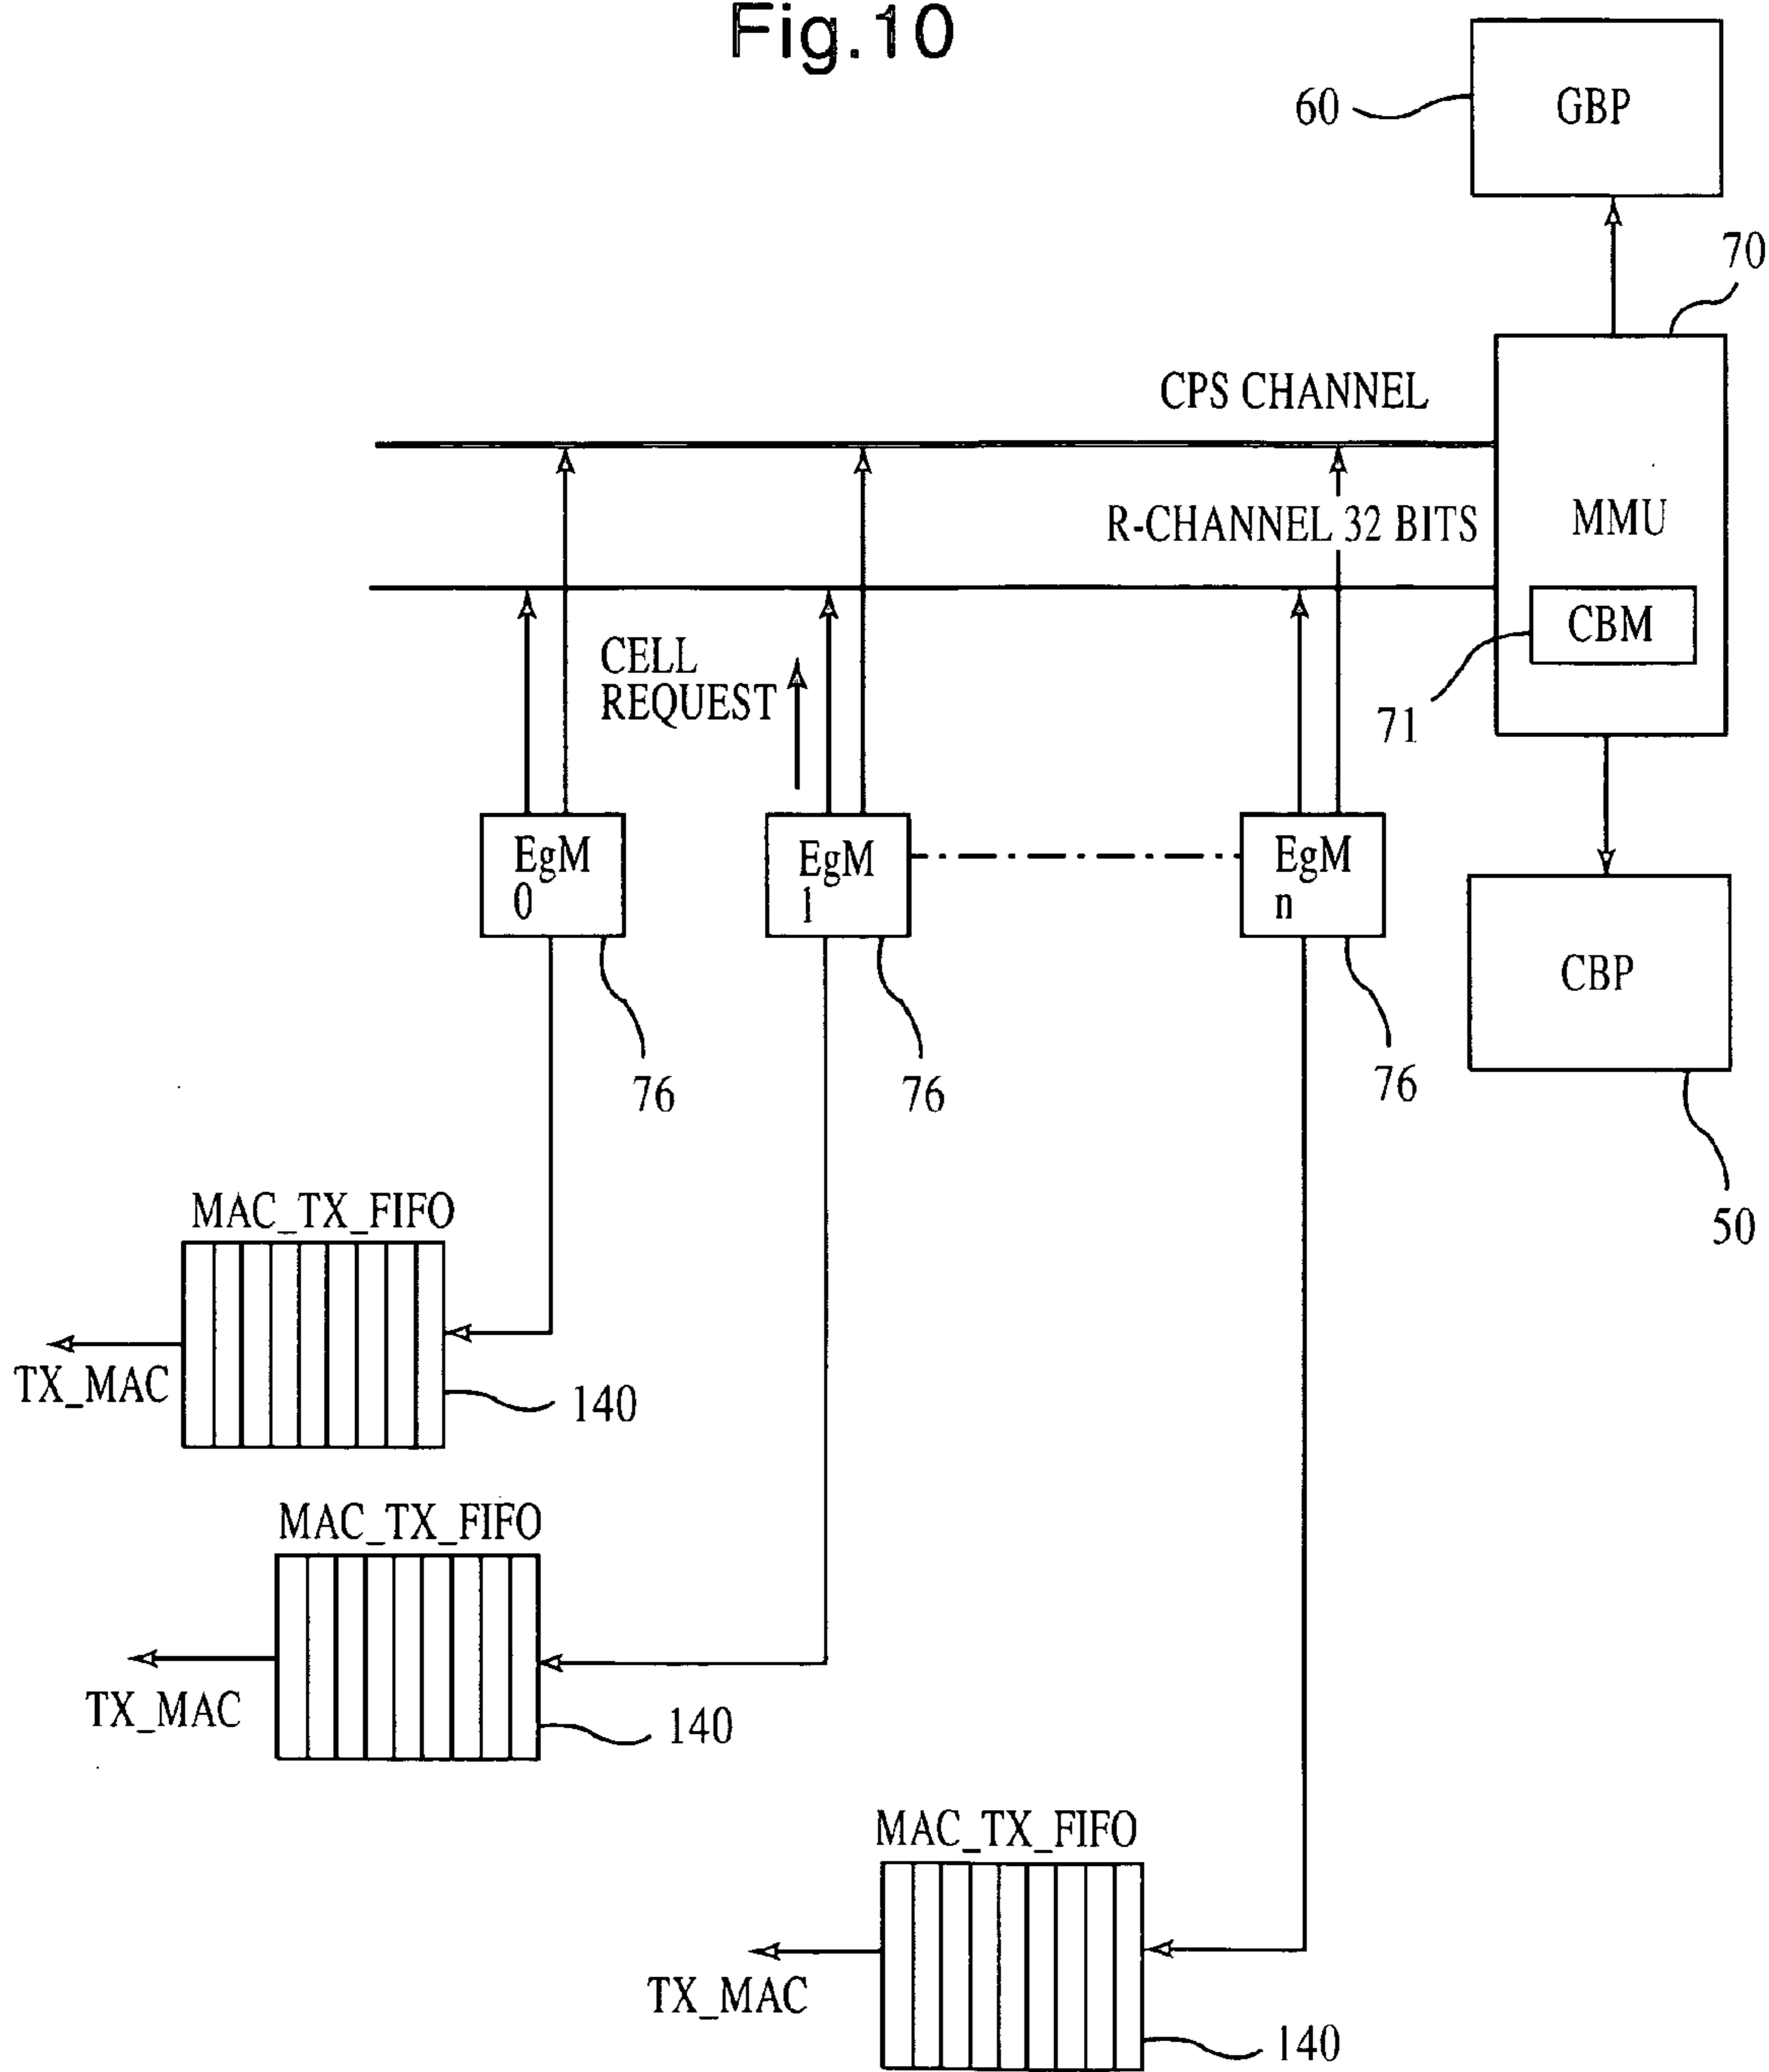 Fig.10
GBP
60
70
CPS CHANNEL
R-CHANNEL 32 BITS
MMU
CBM
71
CELL
REQUEST
EgM
0
EgM
1
EgM
n
76
76
76
CBP
50
MAC_TX_FIFO
TX_MAC
140
MAC_TX_FIFO
TX_MAC
140
MAC_TX_FIFO
TX_MAC
140